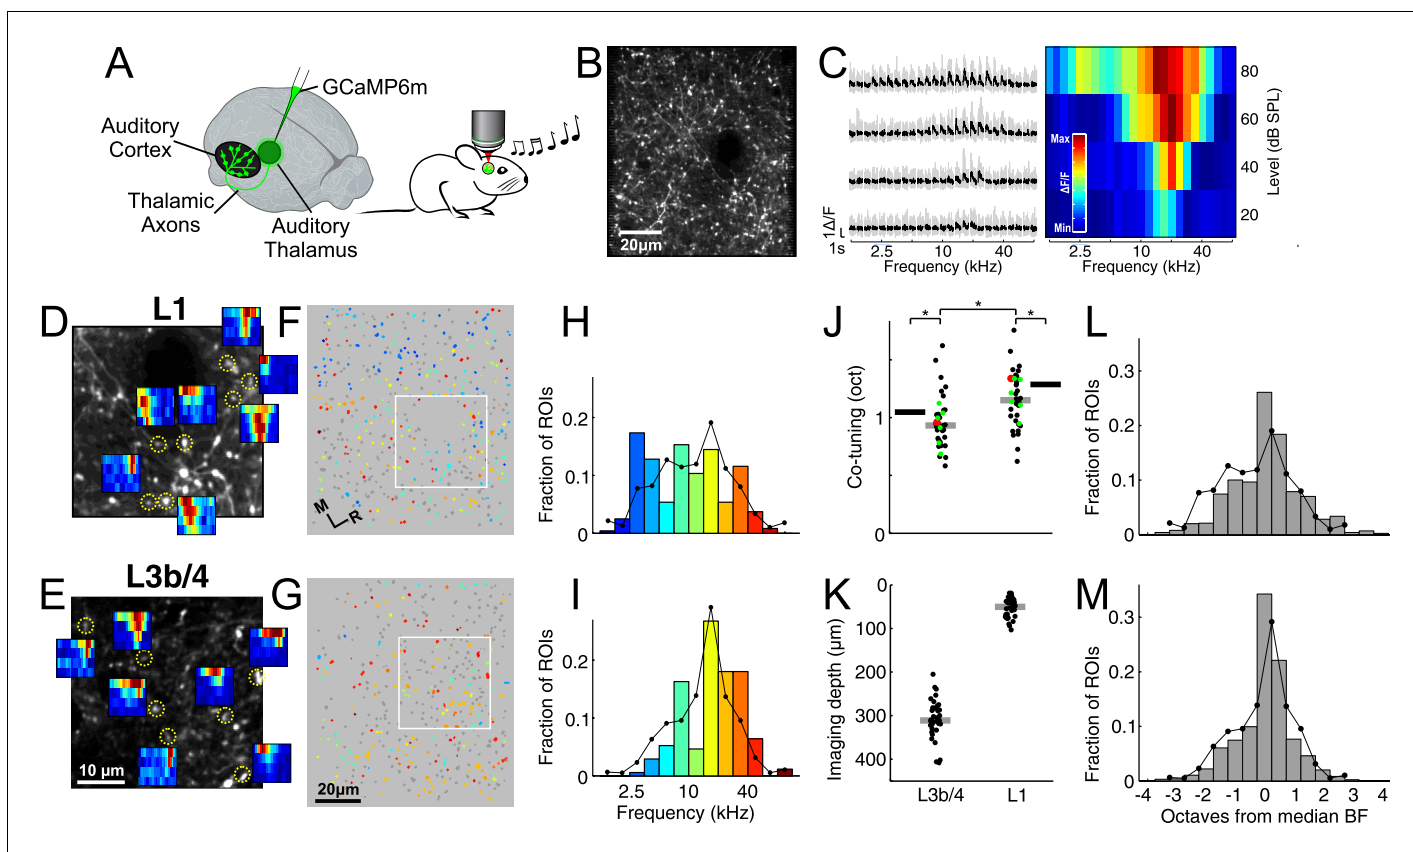 A
GCaMP6m
Auditory
Cortex
Thalamic
Axons
Auditory
Thalamus
B
20µm
C
1ΔF/F
1s
2.5
10
40
Frequency (kHz)
Max
ΔF/F
Min
2.5
10
40
Frequency (kHz)
80
60
40
20
Level (dB SPL)
L1
D
F
M
R
H
Fraction of ROIs
0.2
0.1
0
J
*
*
*
Co-tuning (oct)
1
0
L
Fraction of ROIs
0.3
0.2
0.1
0
L3b/4
E
10 µm
G
20µm
I
Fraction of ROIs
0.2
0.1
0
2.5
10
40
Frequency (kHz)
K
Imaging depth (µm)
0
100
200
300
400
L3b/4
L1
M
Fraction of ROIs
0.3
0.2
0.1
0
-4
-3
-2
-1
0
1
2
3
4
Octaves from median BF